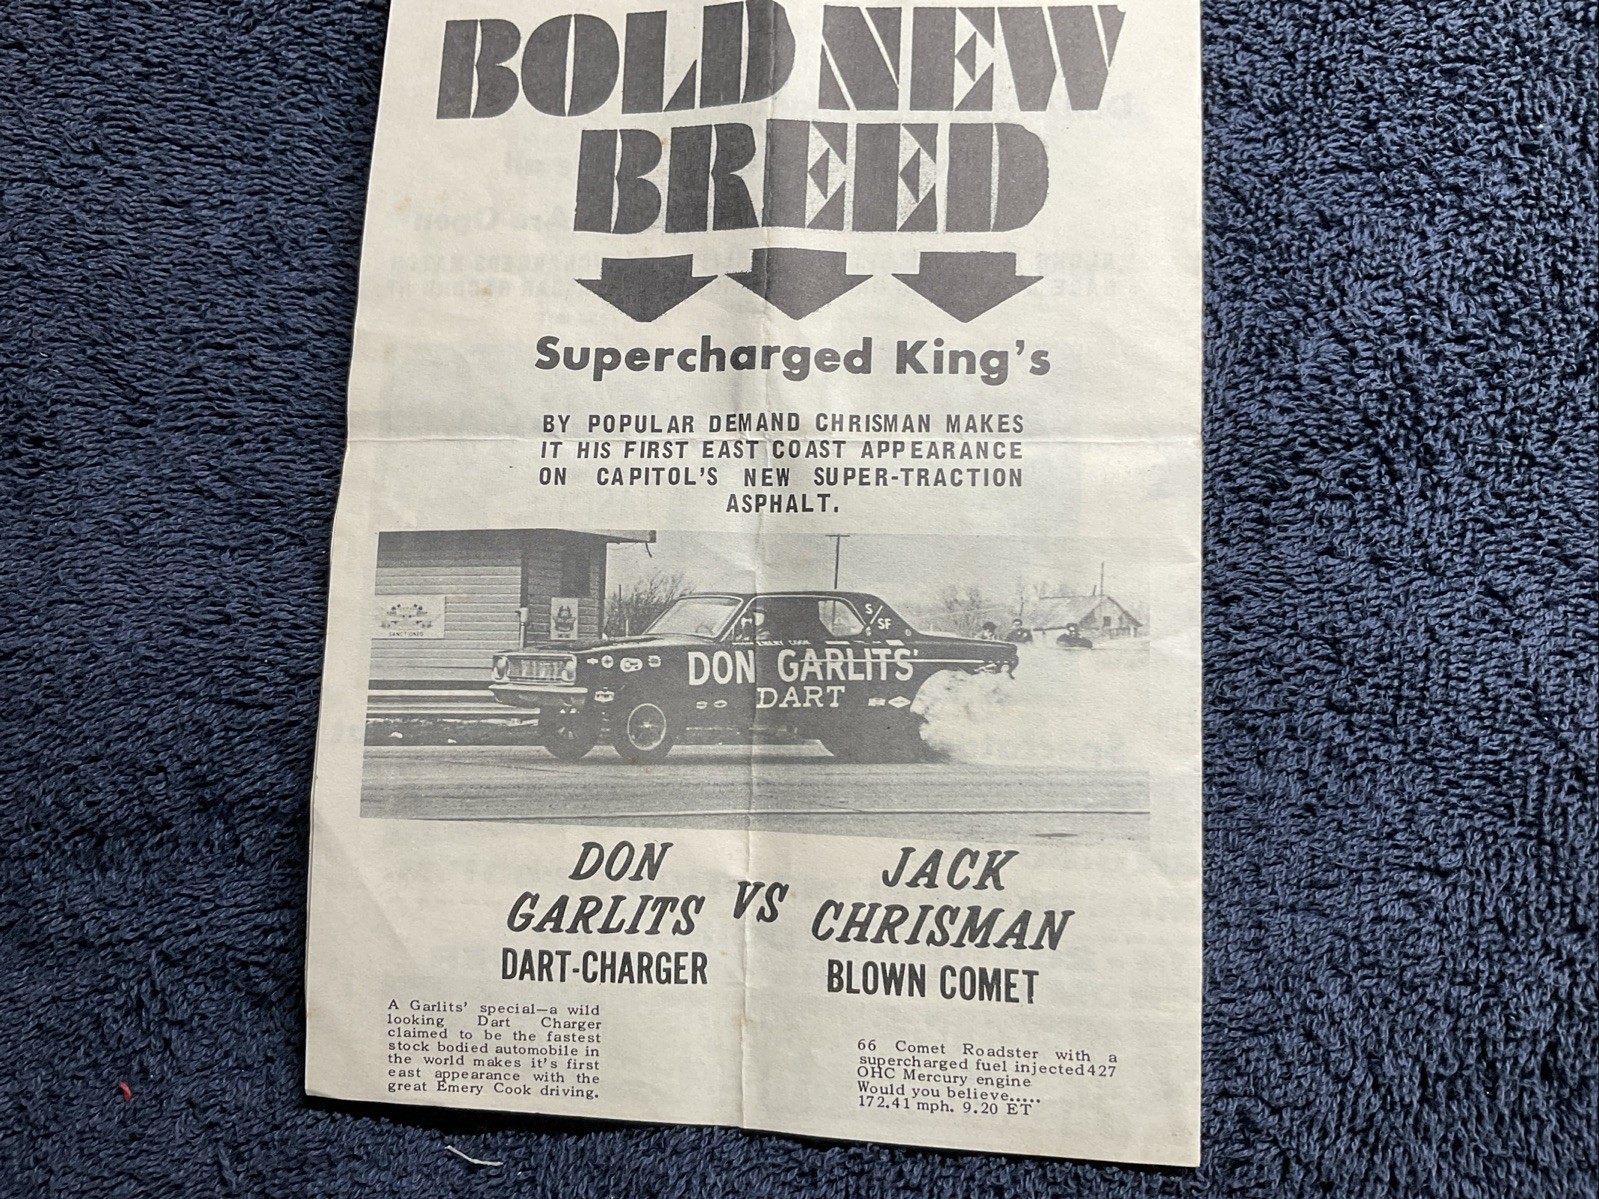 BOLD NEW
BREED
Supercharged King's
BY POPULAR DEMAND CHRISMAN MAKES
IT HIS FIRST EAST COAST APPEARANCE
ON CAPITOL'S NEW SUPER-TRACTION
ASPHALT.
S/SF
EMERY COOK
DON GARLITS'
DART
DON
GARLITS
VS
JACK
CHRISMAN
DART-CHARGER
BLOWN COMET
A Garlits' special—a wild
looking Dart Charger
claimed to be the fastest
stock bodied automobile in
the world makes it's first
east appearance with the
great Emery Cook driving.
66 Comet Roadster with a
supercharged fuel injected427
OHC Mercury engine
Would you believe.....
172.41 mph. 9.20 ET